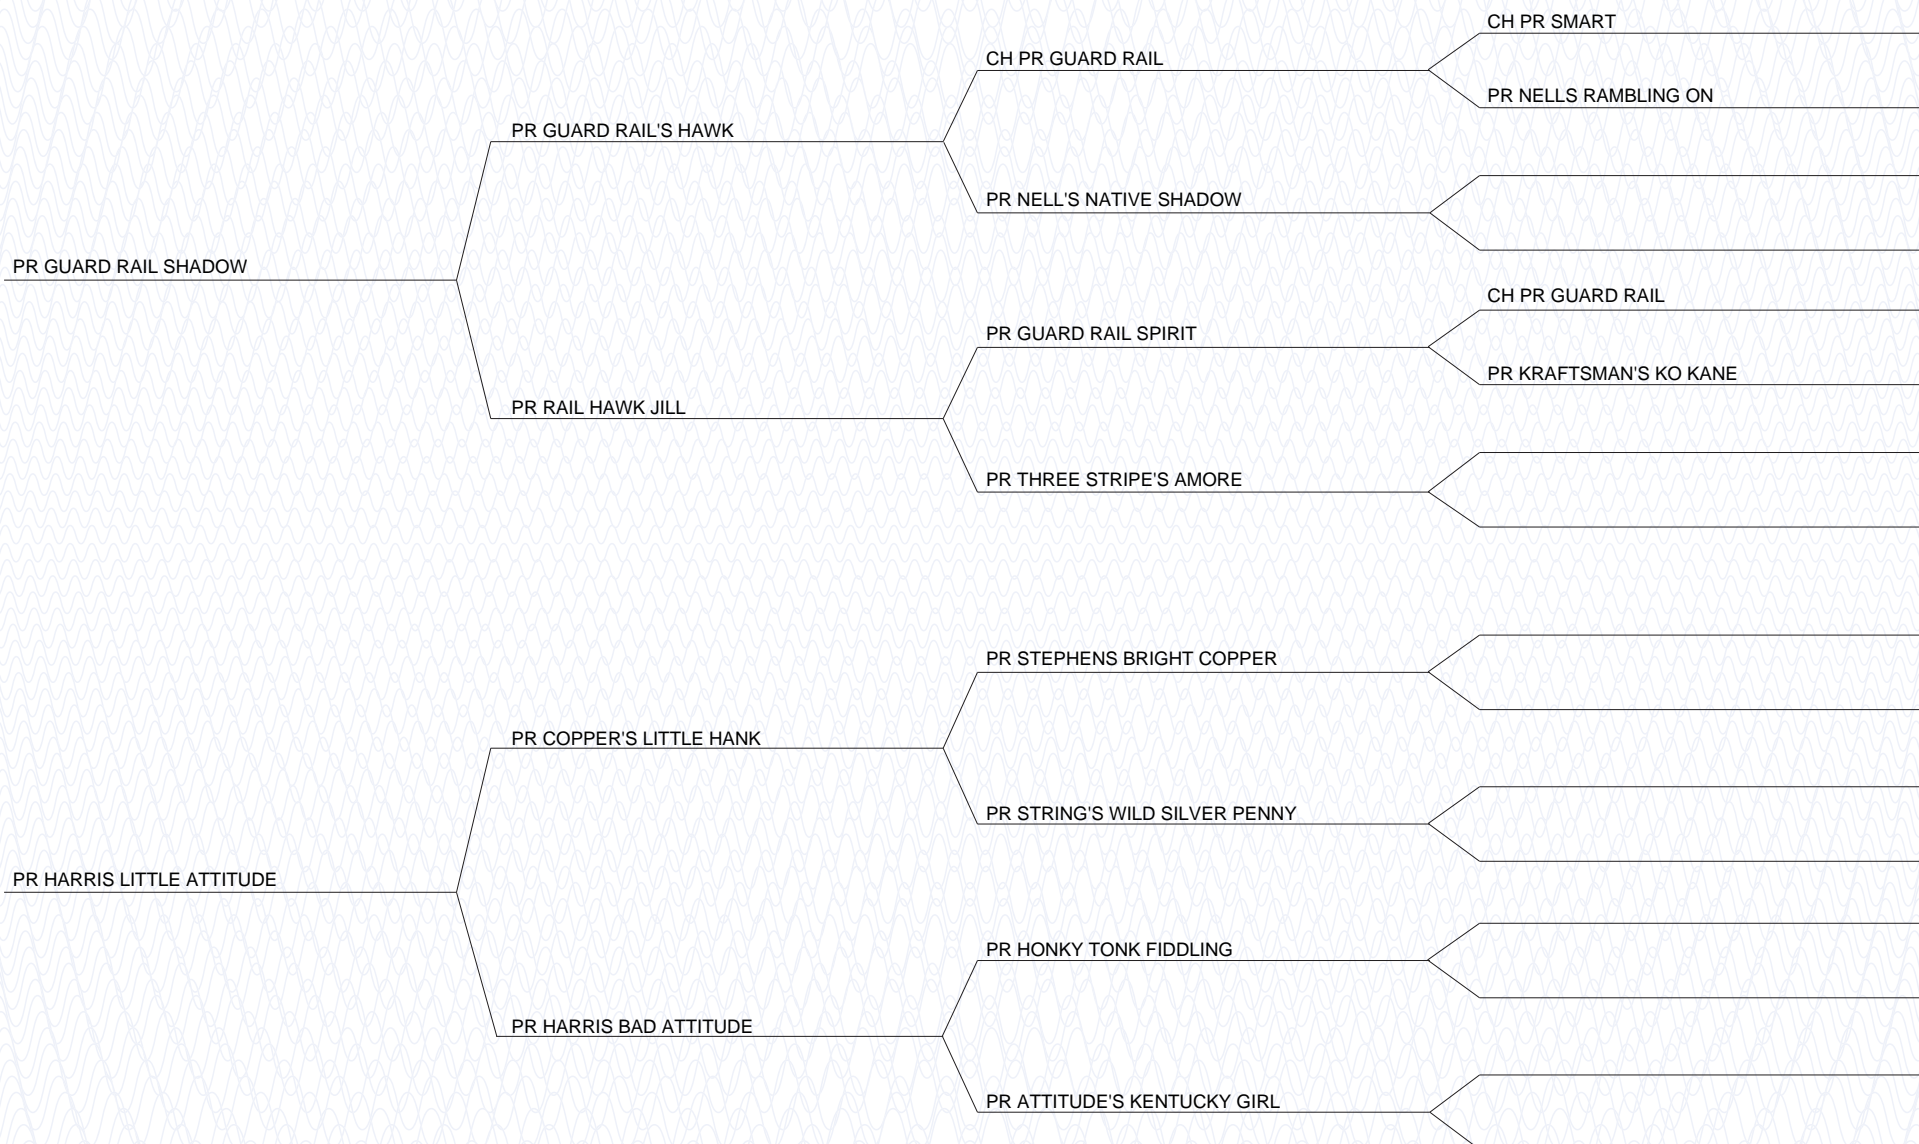 CH PR SMART
CH PR GUARD RAIL
PR NELLS RAMBLING ON
PR GUARD RAIL'S HAWK
PR NELL'S NATIVE SHADOW
PR GUARD RAIL SHADOW
CH PR GUARD RAIL
PR GUARD RAIL SPIRIT
PR KRAFTSMAN'S KO KANE
PR RAIL HAWK JILL
PR THREE STRIPE'S AMORE
PR STEPHENS BRIGHT COPPER
PR COPPER'S LITTLE HANK
PR STRING'S WILD SILVER PENNY
PR HARRIS LITTLE ATTITUDE
PR HONKY TONK FIDDLING
PR HARRIS BAD ATTITUDE
PR ATTITUDE'S KENTUCKY GIRL